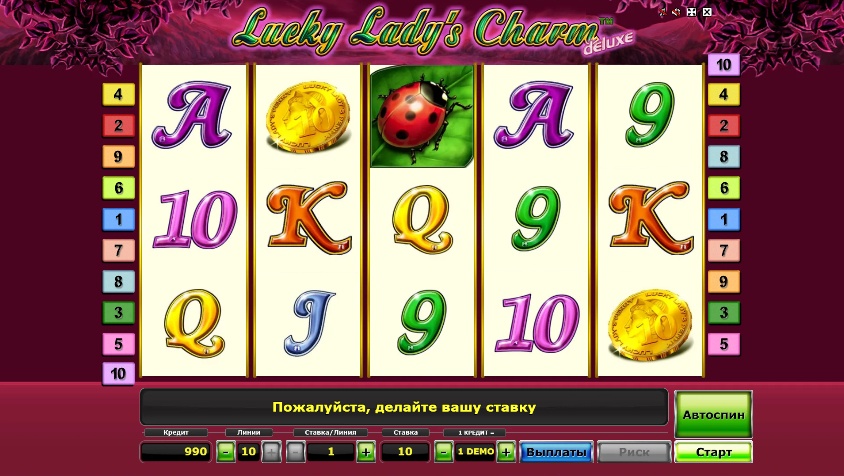 Lucky Lady's Charm™
deluxe
10
4 A 9 4
2 A 2
9 8
6 10 K Q 9 K 6
1 1
7 7
8 9
3 Q J 9 10 3
5 5
10
Пожалуйста, делайте вашу ставку
Автоспин
Кредит Линии Ставка/Линия Ставка 1 КРЕДИТ =
990 - 10 + - 1 + 10 - 1 DEMO + Выплаты Риск Старт